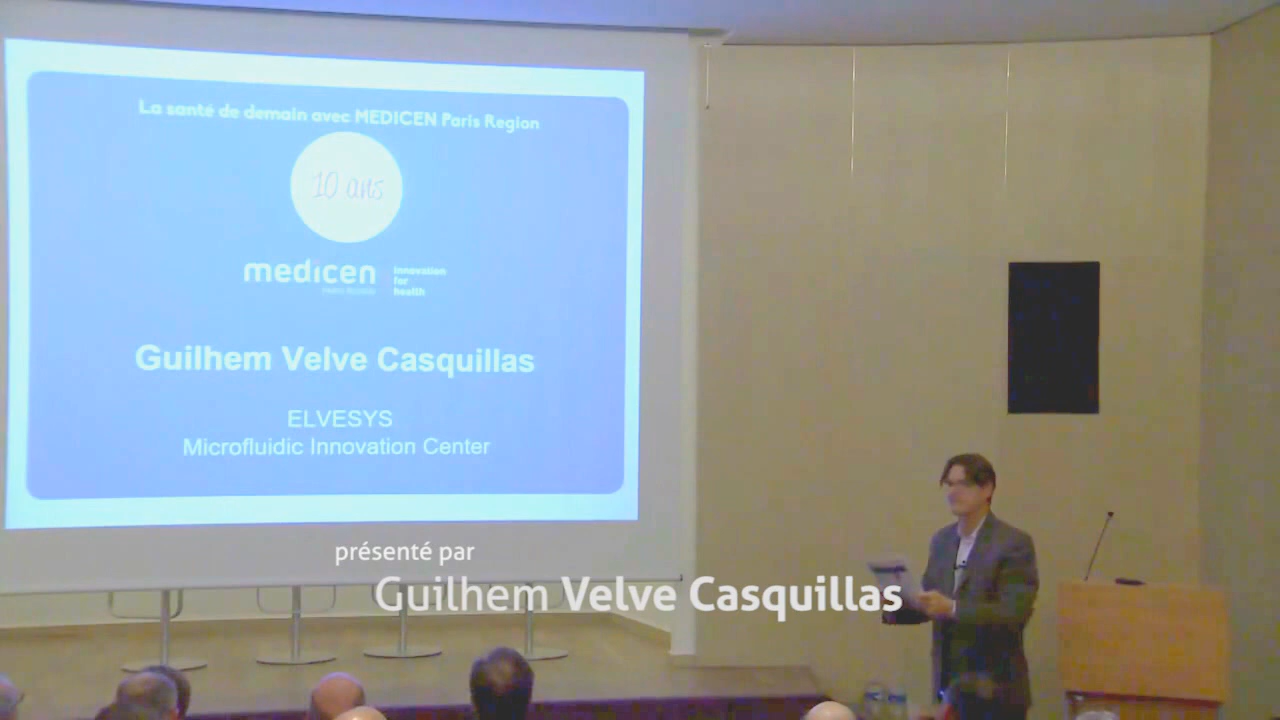 La santé de demain avec MEDICEN Paris Region
10 ans
medicen
innovation
for
health
Guilhem Velve Casquillas
ELVESYS
Microfluidic Innovation Center
présenté par
Guilhem Velve Casquillas